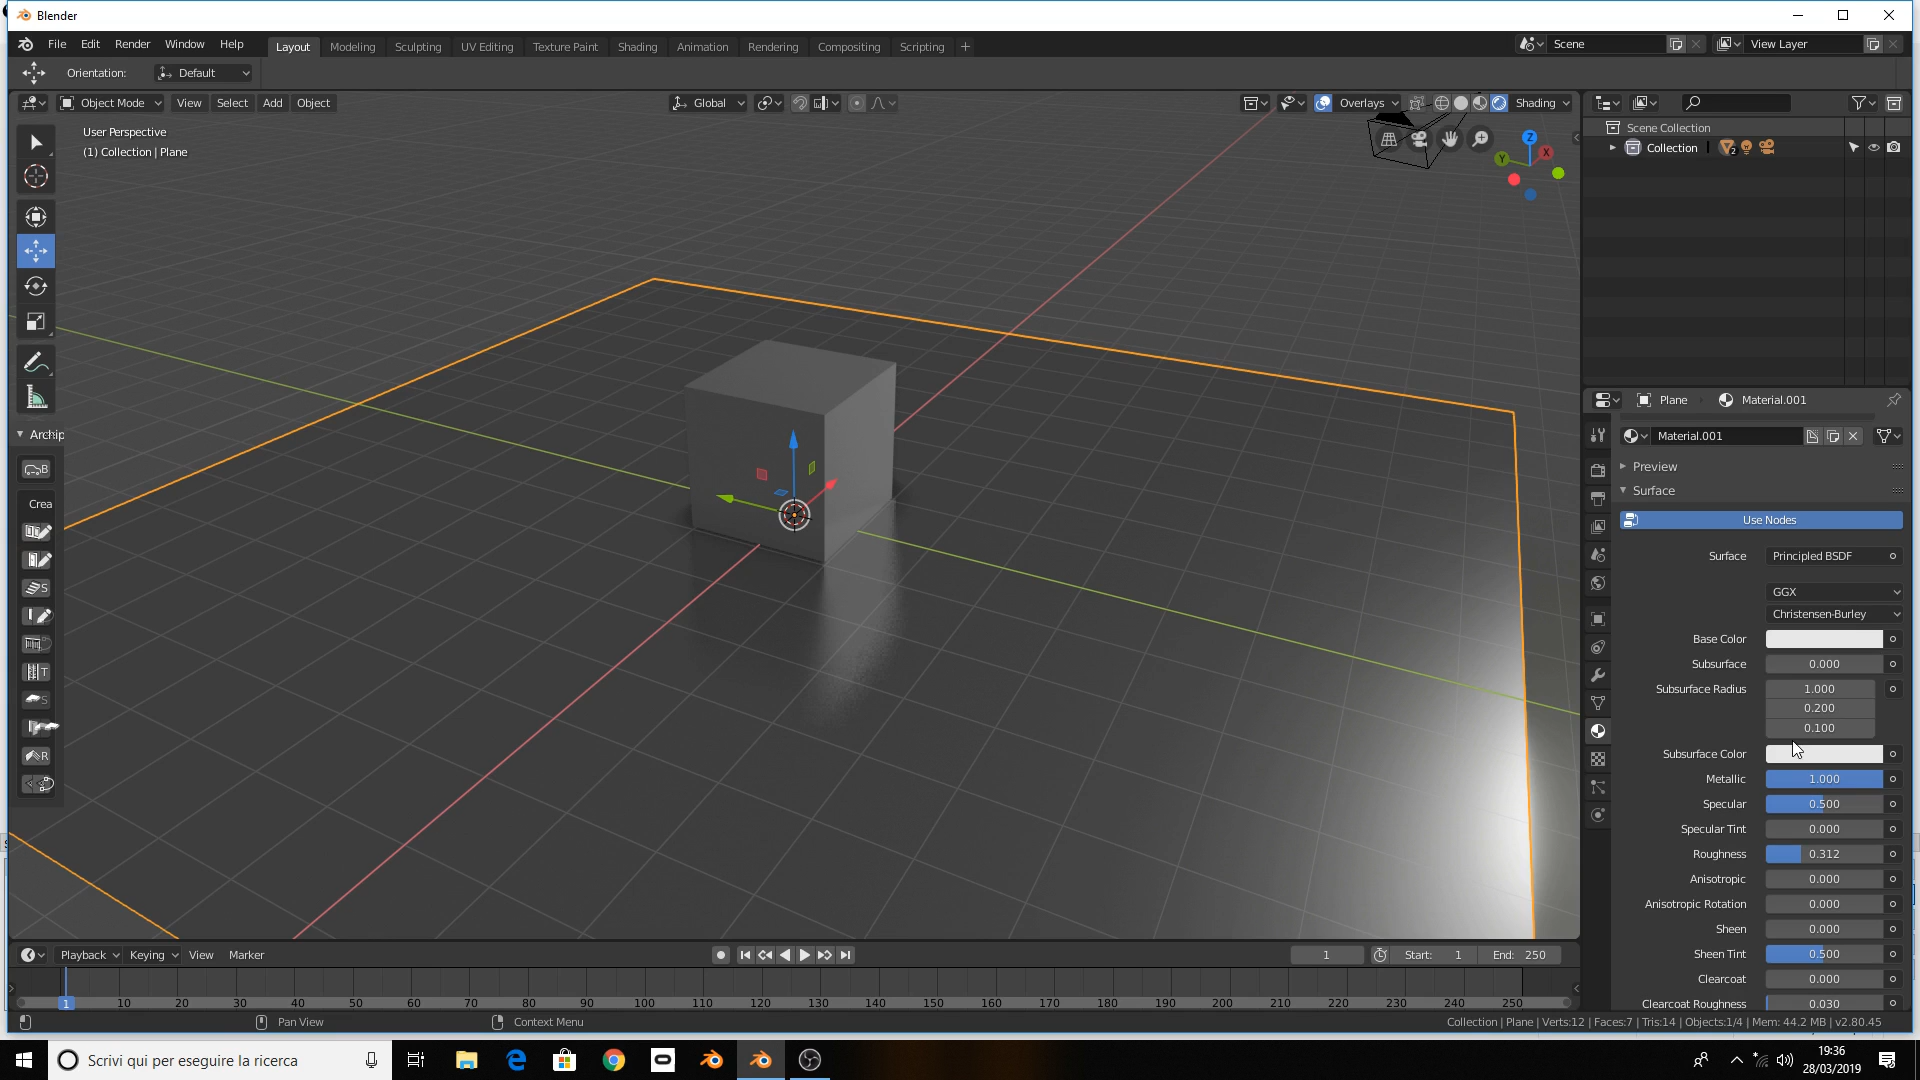 Blender
File Edit Render Window Help Layout Modeling Sculpting UV Editing Texture Paint Shading Animation Rendering Compositing Scripting + Scene View Layer
Orientation: Default
Object Mode View Select Add Object Global Overlays Shading
User Perspective
(1) Collection | Plane
Z
X
Y
Scene Collection
Collection 2
Plane Material.001
Material.001
Archip
B
Crea
S
T
S
R
Preview
Surface
Use Nodes
Surface Principled BSDF
GGX
Christensen-Burley
Base Color
Subsurface 0.000
Subsurface Radius 1.000
0.200
0.100
Subsurface Color
Metallic 1.000
Specular 0.500
Specular Tint 0.000
Roughness 0.312
Anisotropic 0.000
Anisotropic Rotation 0.000
Sheen 0.000
Sheen Tint 0.500
Clearcoat 0.000
Clearcoat Roughness 0.030
Playback Keying View Marker 1 Start: 1 End: 250
1 10 20 30 40 50 60 70 80 90 100 110 120 130 140 150 160 170 180 190 200 210 220 230 240 250
Pan View Context Menu Collection | Plane | Verts:12 | Faces:7 | Tris:14 | Objects:1/4 | Mem: 44.2 MB | v2.80.45
Scrivi qui per eseguire la ricerca
19:36
28/03/2019